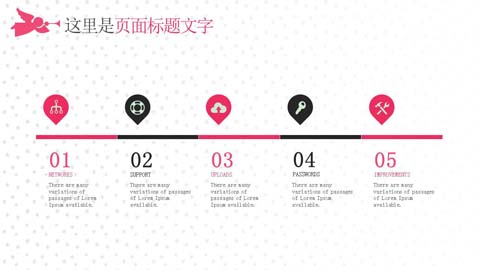 这里是页面标题文字
01
NETWORKS
There are many
variations of
passages of Lorem
Ipsum available.
02
SUPPORT
There are many
variations of passages
of Lorem Ipsum
available.
03
UPLOADS
There are many
variations of passages
of Lorem Ipsum
available.
04
PASSWORDS
There are many
variations of passages
of Lorem Ipsum
available.
05
IMPROVEMENTS
There are many
variations of passages
of Lorem Ipsum
available.